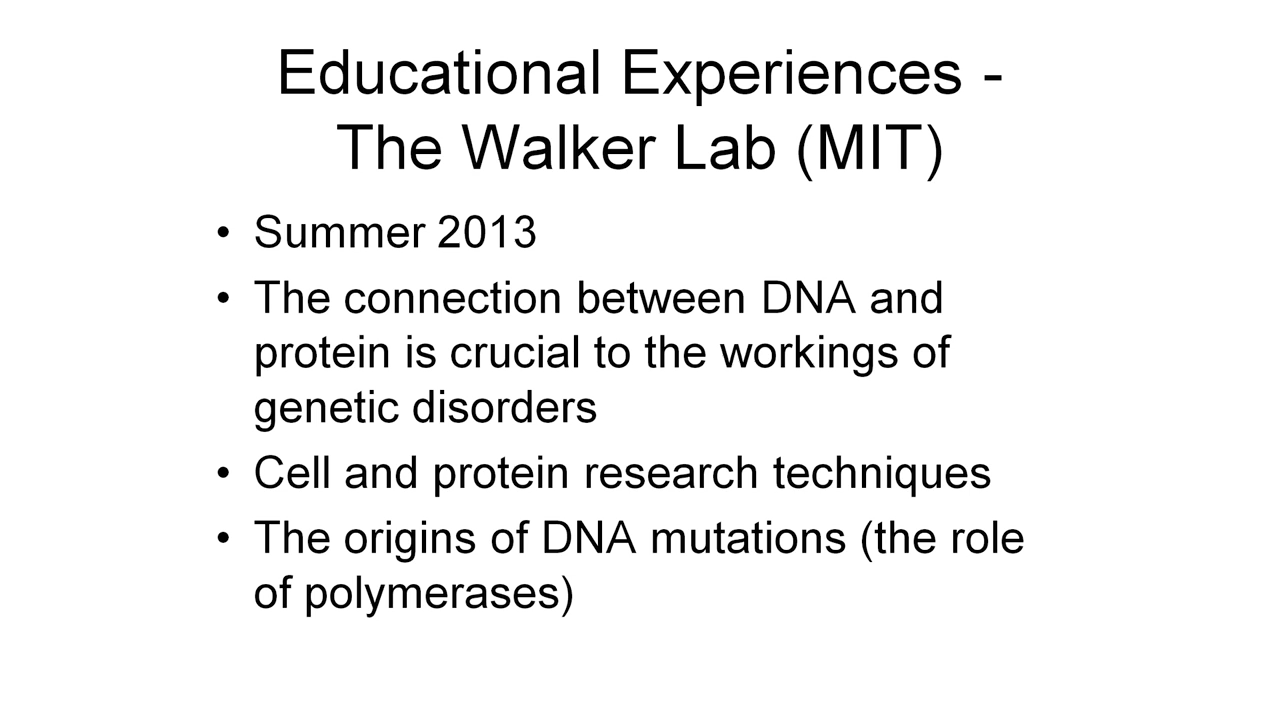 Educational Experiences -
The Walker Lab (MIT)
• Summer 2013
• The connection between DNA and
protein is crucial to the workings of
genetic disorders
• Cell and protein research techniques
• The origins of DNA mutations (the role
of polymerases)